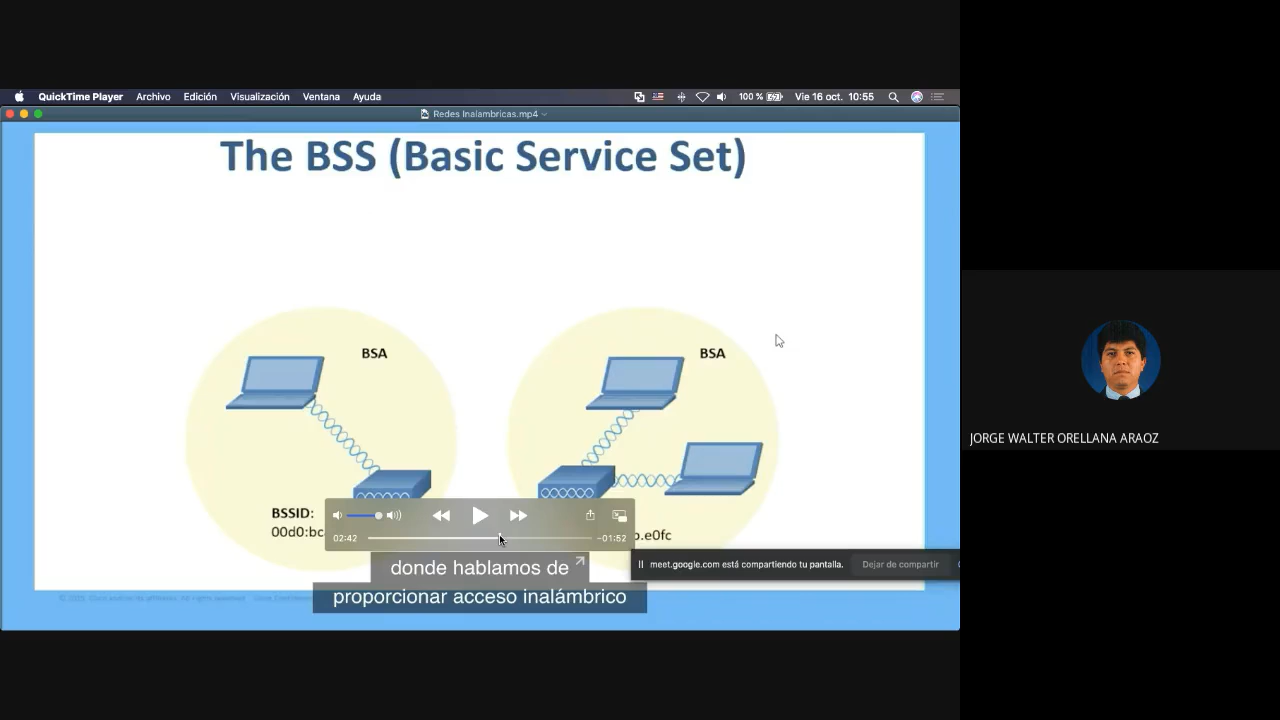 QuickTime Player Archivo Edición Visualización Ventana Ayuda 100 % Vie 16 oct. 10:55
Redes Inalambricas.mp4
The BSS (Basic Service Set)
BSA
BSA
BSSID:
00d0:bc
.e0fc
02:42
-01:52
meet.google.com está compartiendo tu pantalla. Dejar de compartir
donde hablamos de
proporcionar acceso inalámbrico
JORGE WALTER ORELLANA ARAOZ